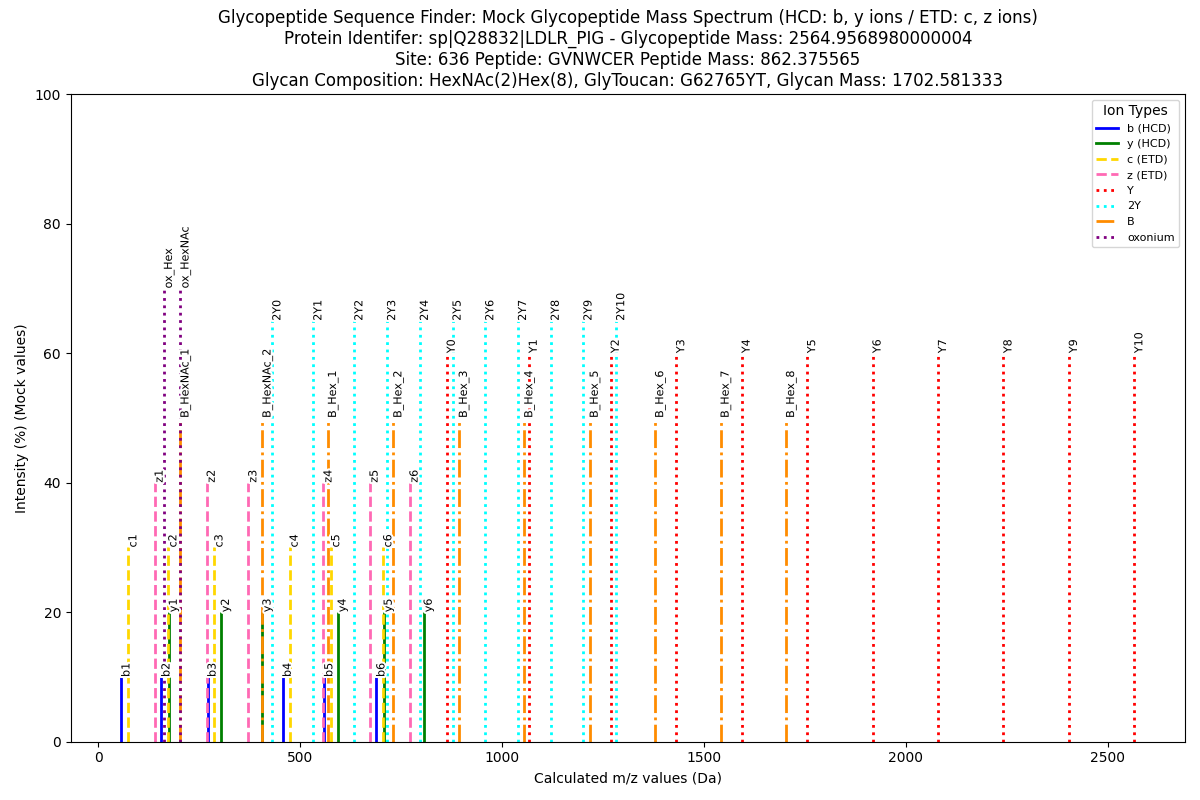 Glycopeptide Sequence Finder: Mock Glycopeptide Mass Spectrum (HCD: b, y ions / ETD: c, z ions)
Protein Identifer: sp|Q28832|LDLR_PIG - Glycopeptide Mass: 2564.9568980000004
Site: 636 Peptide: GVNWCER Peptide Mass: 862.375565
Glycan Composition: HexNAc(2)Hex(8), GlyToucan: G62765YT, Glycan Mass: 1702.581333
Intensity (%) (Mock values)
100
80
60
40
20
0
Ion Types
b (HCD)
y (HCD)
c (ETD)
z (ETD)
Y
2Y
B
oxonium
ox_Hex
ox_HexNAc
2Y0
2Y1
2Y2
2Y3
2Y4
2Y5
2Y6
2Y7
2Y8
2Y9
2Y10
Y0
Y1
Y2
Y3
Y4
Y5
Y6
Y7
Y8
Y9
Y10
B_HexNAc_1
B_HexNAc_2
B_Hex_1
B_Hex_2
B_Hex_3
B_Hex_4
B_Hex_5
B_Hex_6
B_Hex_7
B_Hex_8
z1
z2
z3
z4
z5
z6
c1
c2
c3
c4
c5
c6
y1
y2
y3
y4
y5
y6
b1
b2
b3
b4
b5
b6
0
500
1000
1500
2000
2500
Calculated m/z values (Da)